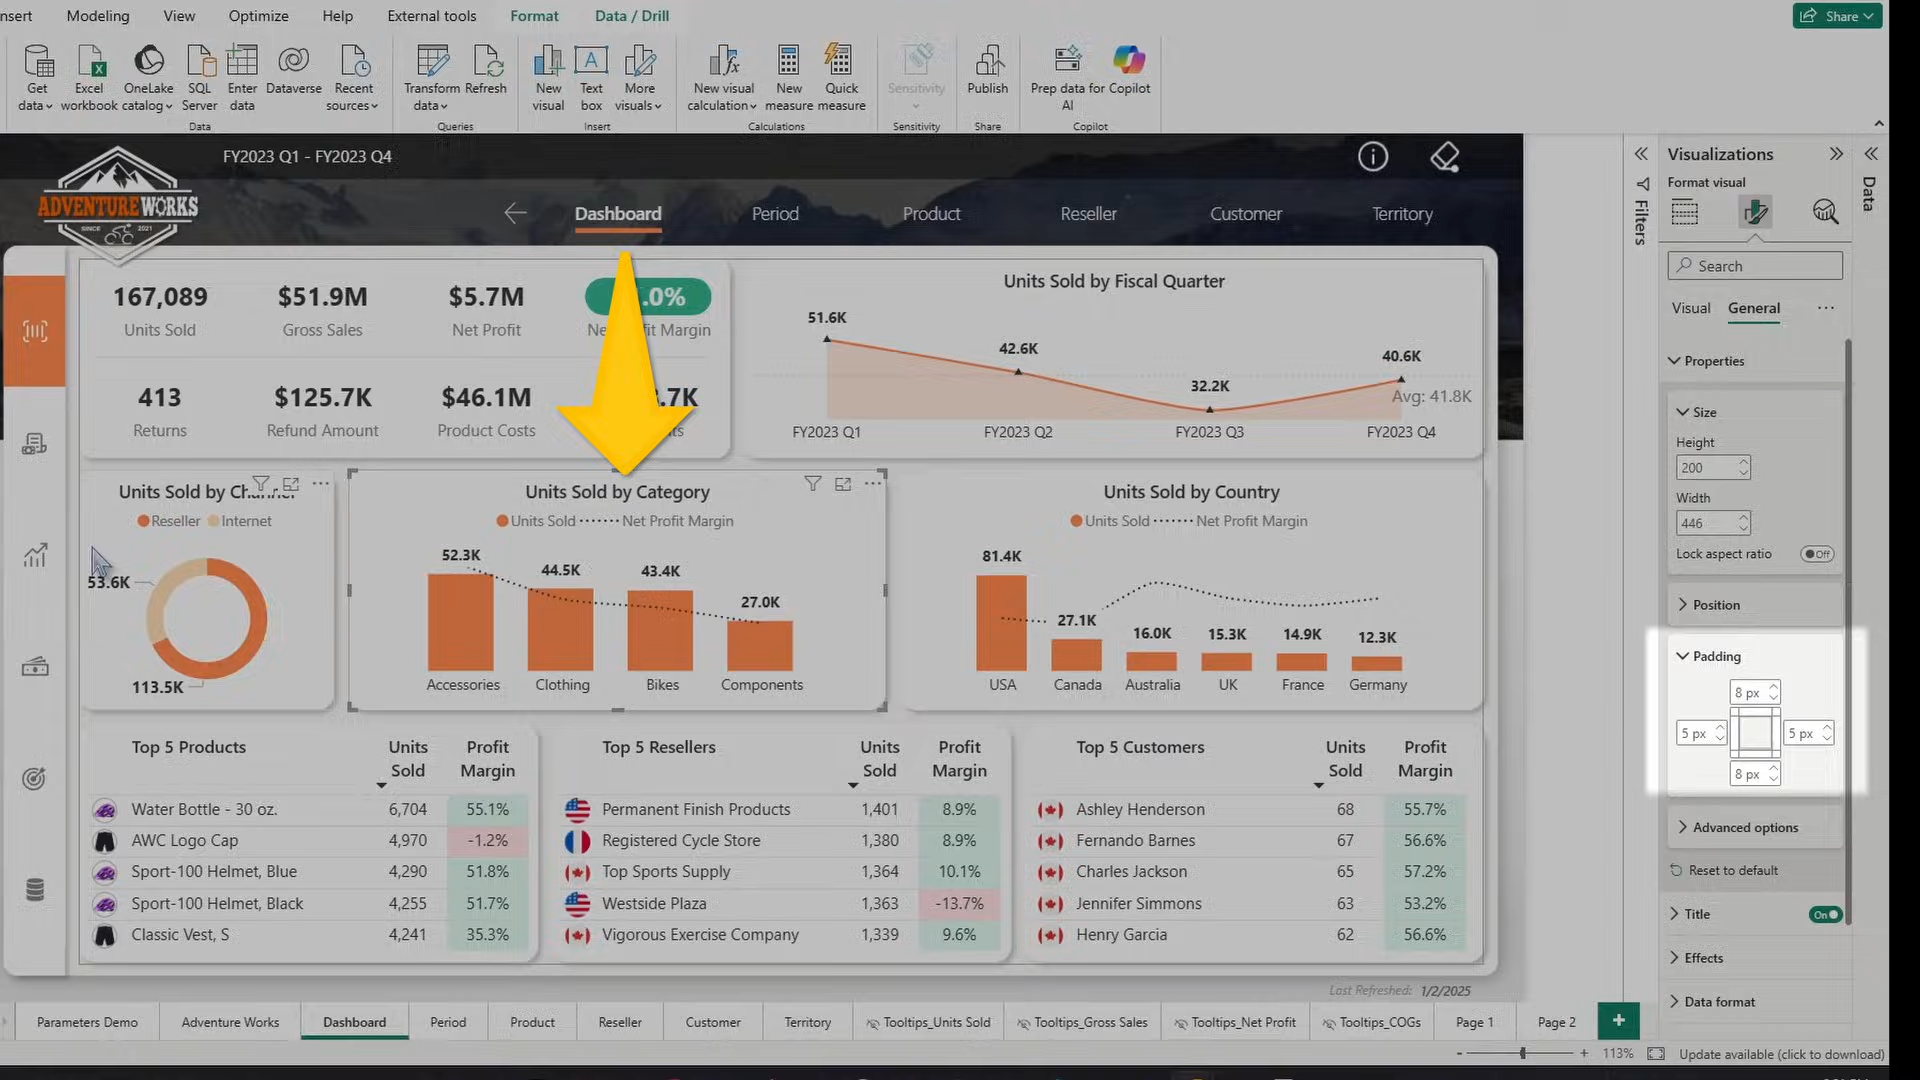 nsert Modeling View Optimize Help External tools Format Data / Drill Share
Get data Excel workbook OneLake catalog SQL Server Enter data Dataverse Recent sources Transform data Refresh New visual Text box More visuals New visual calculation New measure Quick measure Sensitivity Publish Prep data for AI Copilot
Data Queries Insert Calculations Sensitivity Share Copilot
FY2023 Q1 - FY2023 Q4
ADVENTUREWORKS
SINCE 2021
Dashboard Period Product Reseller Customer Territory
167,089 $51.9M $5.7M .0%
Units Sold Gross Sales Net Profit Ne it Margin
413 $125.7K $46.1M .7K
Returns Refund Amount Product Costs ts
Units Sold by Fiscal Quarter
51.6K 42.6K 32.2K 40.6K
Avg: 41.8K
FY2023 Q1 FY2023 Q2 FY2023 Q3 FY2023 Q4
Units Sold by Channel
Reseller Internet
53.6K
113.5K
Units Sold by Category
Units Sold Net Profit Margin
52.3K 44.5K 43.4K 27.0K
Accessories Clothing Bikes Components
Units Sold by Country
Units Sold Net Profit Margin
81.4K 27.1K 16.0K 15.3K 14.9K 12.3K
USA Canada Australia UK France Germany
Top 5 Products Units Sold Profit Margin
Water Bottle - 30 oz. 6,704 55.1%
AWC Logo Cap 4,970 -1.2%
Sport-100 Helmet, Blue 4,290 51.8%
Sport-100 Helmet, Black 4,255 51.7%
Classic Vest, S 4,241 35.3%
Top 5 Resellers Units Sold Profit Margin
Permanent Finish Products 1,401 8.9%
Registered Cycle Store 1,380 8.9%
Top Sports Supply 1,364 10.1%
Westside Plaza 1,363 -13.7%
Vigorous Exercise Company 1,339 9.6%
Top 5 Customers Units Sold Profit Margin
Ashley Henderson 68 55.7%
Fernando Barnes 67 56.6%
Charles Jackson 65 57.2%
Jennifer Simmons 63 53.2%
Henry Garcia 62 56.6%
Last Refreshed: 1/2/2025
Filters
Visualizations
Data
Format visual
Search
Visual General ...
Properties
Size
Height
200
Width
446
Lock aspect ratio Off
Position
Padding
8 px
5 px 5 px
8 px
Advanced options
Reset to default
Title On
Effects
Data format
Parameters Demo Adventure Works Dashboard Period Product Reseller Customer Territory Tooltips_Units Sold Tooltips_Gross Sales Tooltips_Net Profit Tooltips_COGs Page 1 Page 2 +
- + 113% Update available (click to download)